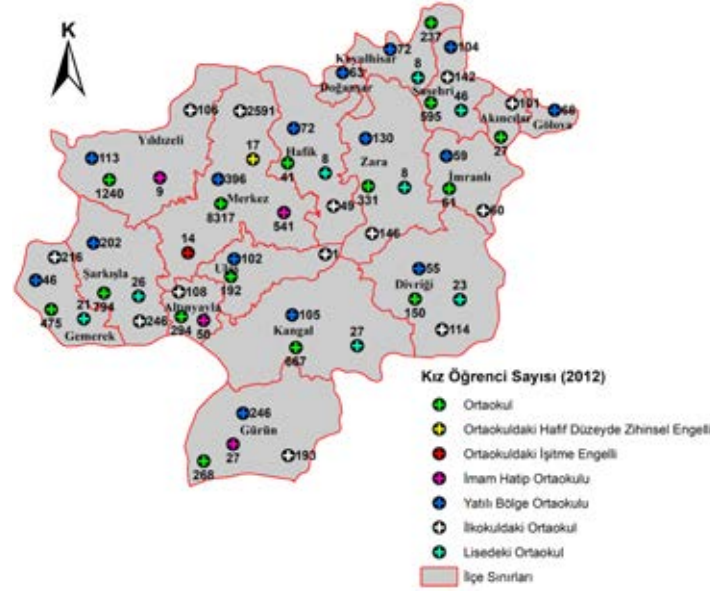 K
237
72
104
Koyulhisar
63
8
142
Doğanşar
Suşehri
46
101
68
595
Akıncılar
Gölova
27
106
2591
72
130
Yıldızeli
17
Hafik
8
Zara
59
113
396
41
8
İmranlı
1240
9
Merkez
331
61
49
60
8317
541
146
14
202
216
102
1
Ulaş
55
46
Şarkışla
26
108
192
Divriği
23
394
Altınyayla
105
150
475
21
246
294
50
Kangal
27
114
Gemerek
667
246
Gürün
27
193
268
Kız Öğrenci Sayısı (2012)
Ortaokul
Ortaokuldaki Hafif Düzeyde Zihinsel Engelli
Ortaokuldaki İşitme Engelli
İmam Hatip Ortaokulu
Yatılı Bölge Ortaokulu
İlkokuldaki Ortaokul
Lisedeki Ortaokul
İlçe Sınırları